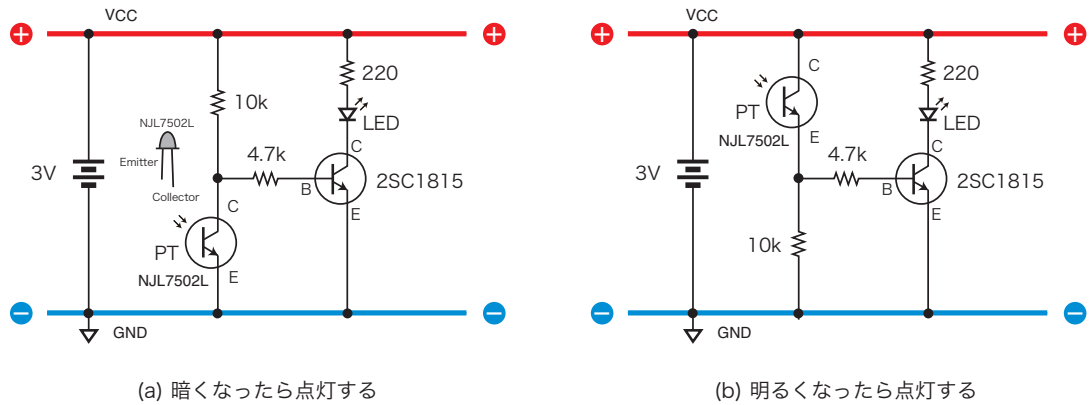 VCC
10k
220
LED
NJL7502L
Emitter
Collector
3V
4.7k
B
C
E
2SC1815
C
PT
NJL7502L
E
GND
(a) 暗くなったら点灯する
VCC
C
PT
NJL7502L
E
220
LED
3V
4.7k
B
C
E
2SC1815
10k
GND
(b) 明るくなったら点灯する